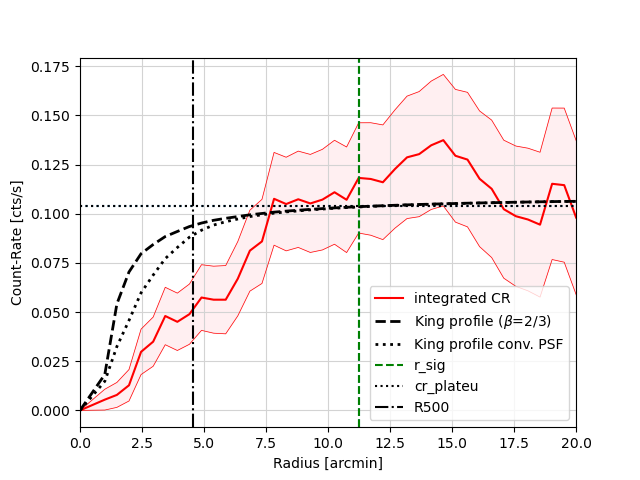 0.175
0.150
0.125
0.100
0.075
0.050
0.025
0.000
Count-Rate [cts/s]
integrated CR
King profile (β=2/3)
King profile conv. PSF
r_sig
cr_plateu
R500
0.0 2.5 5.0 7.5 10.0 12.5 15.0 17.5 20.0
Radius [arcmin]